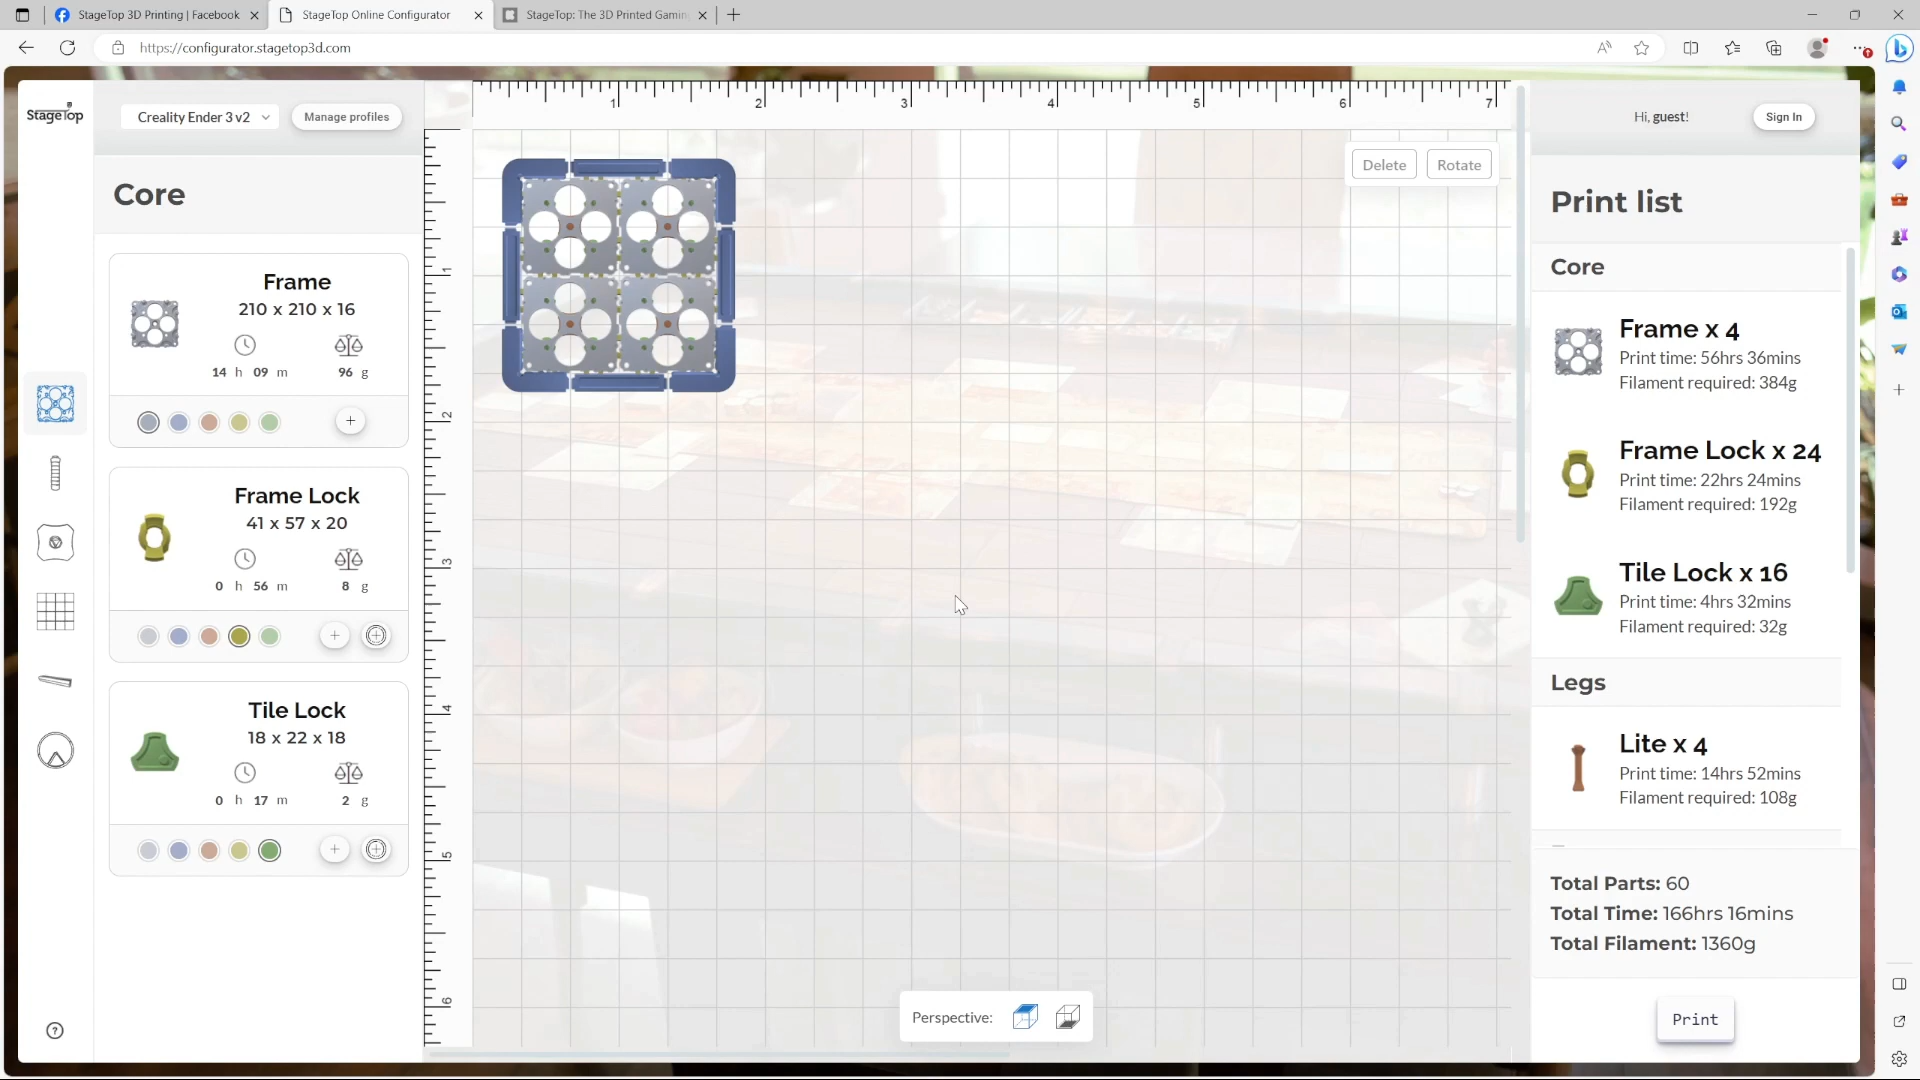 StageTop 3D Printing | Facebook
StageTop Online Configurator
StageTop: The 3D Printed Gamin
https://configurator.stagetop3d.com
StageTop
Creality Ender 3 v2
Manage profiles
Core
Frame
210 x 210 x 16
14 h 09 m
96 g
Frame Lock
41 x 57 x 20
0 h 56 m
8 g
Tile Lock
18 x 22 x 18
0 h 17 m
2 g
1 2 3 4 5 6 7
1
2
3
4
5
6
Delete
Rotate
Perspective:
Hi, guest!
Sign In
Print list
Core
Frame x 4
Print time: 56hrs 36mins
Filament required: 384g
Frame Lock x 24
Print time: 22hrs 24mins
Filament required: 192g
Tile Lock x 16
Print time: 4hrs 32mins
Filament required: 32g
Legs
Lite x 4
Print time: 14hrs 52mins
Filament required: 108g
Total Parts: 60
Total Time: 166hrs 16mins
Total Filament: 1360g
Print